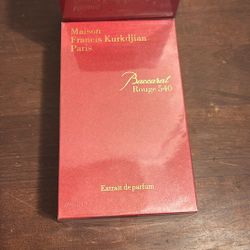 Maison
Francis Kurkdjian
Paris
Baccarat
Rouge 540
Extrait de parfum